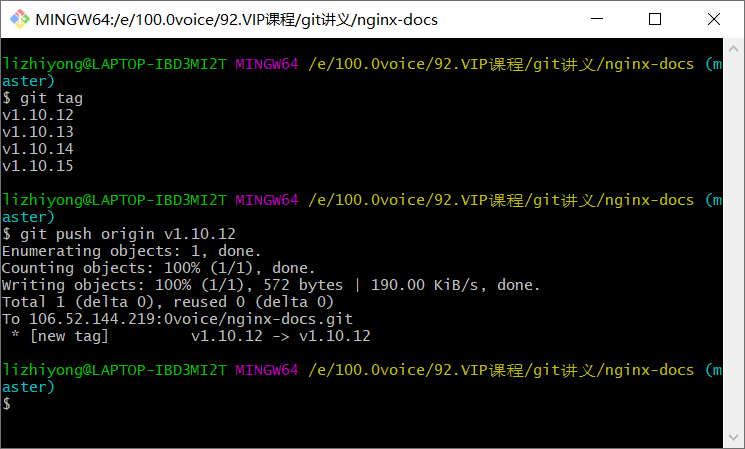 MINGW64:/e/100.0voice/92.VIP课程/git讲义/nginx-docs
lizhiyong@LAPTOP-IBD3MI2T MINGW64 /e/100.0voice/92.VIP课程/git讲义/nginx-docs (m
aster)
$ git tag
v1.10.12
v1.10.13
v1.10.14
v1.10.15
lizhiyong@LAPTOP-IBD3MI2T MINGW64 /e/100.0voice/92.VIP课程/git讲义/nginx-docs (m
aster)
$ git push origin v1.10.12
Enumerating objects: 1, done.
Counting objects: 100% (1/1), done.
Writing objects: 100% (1/1), 572 bytes | 190.00 KiB/s, done.
Total 1 (delta 0), reused 0 (delta 0)
To 106.52.144.219:0voice/nginx-docs.git
 * [new tag]         v1.10.12 -> v1.10.12
lizhiyong@LAPTOP-IBD3MI2T MINGW64 /e/100.0voice/92.VIP课程/git讲义/nginx-docs (m
aster)
$